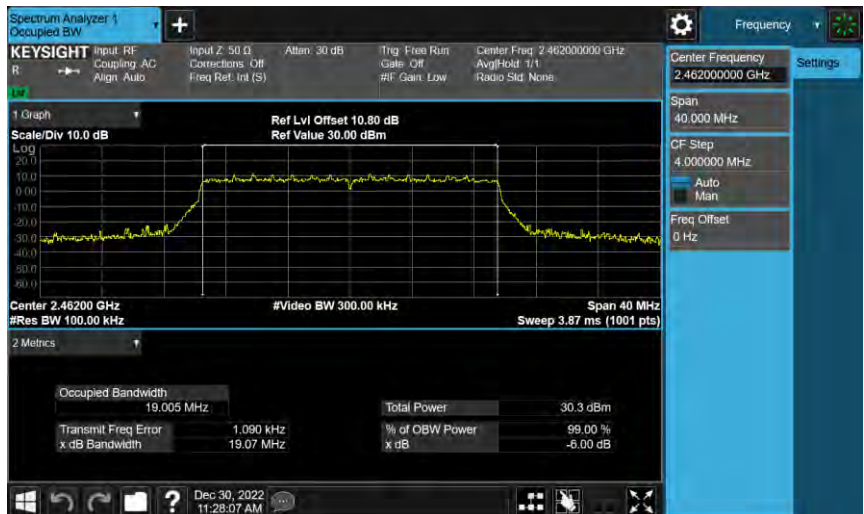 Spectrum Analyzer 1
Occupied BW
Frequency
KEYSIGHT
R
Input: RF
Coupling: AC
Align: Auto
Input Z: 50 Ω
Corrections: Off
Freq Ref: Int (S)
Atten: 30 dB
Trig: Free Run
Gate: Off
#IF Gain: Low
Center Freq: 2.462000000 GHz
Avg|Hold: 1/1
Radio Std: None
Center Frequency
2.462000000 GHz
Settings
Span
40.000 MHz
CF Step
4.000000 MHz
Auto
Man
Freq Offset
0 Hz
1 Graph
Scale/Div 10.0 dB
Ref Lvl Offset 10.80 dB
Ref Value 30.00 dBm
Log
20.0
10.0
0.00
-10.0
-20.0
-30.0
-40.0
-50.0
-60.0
Center 2.46200 GHz
#Video BW 300.00 kHz
Span 40 MHz
#Res BW 100.00 kHz
Sweep 3.87 ms (1001 pts)
2 Metrics
Occupied Bandwidth
19.005 MHz
Total Power 30.3 dBm
Transmit Freq Error 1.090 kHz
% of OBW Power 99.00 %
x dB Bandwidth 19.07 MHz
x dB -6.00 dB
Dec 30, 2022
11:28:07 AM